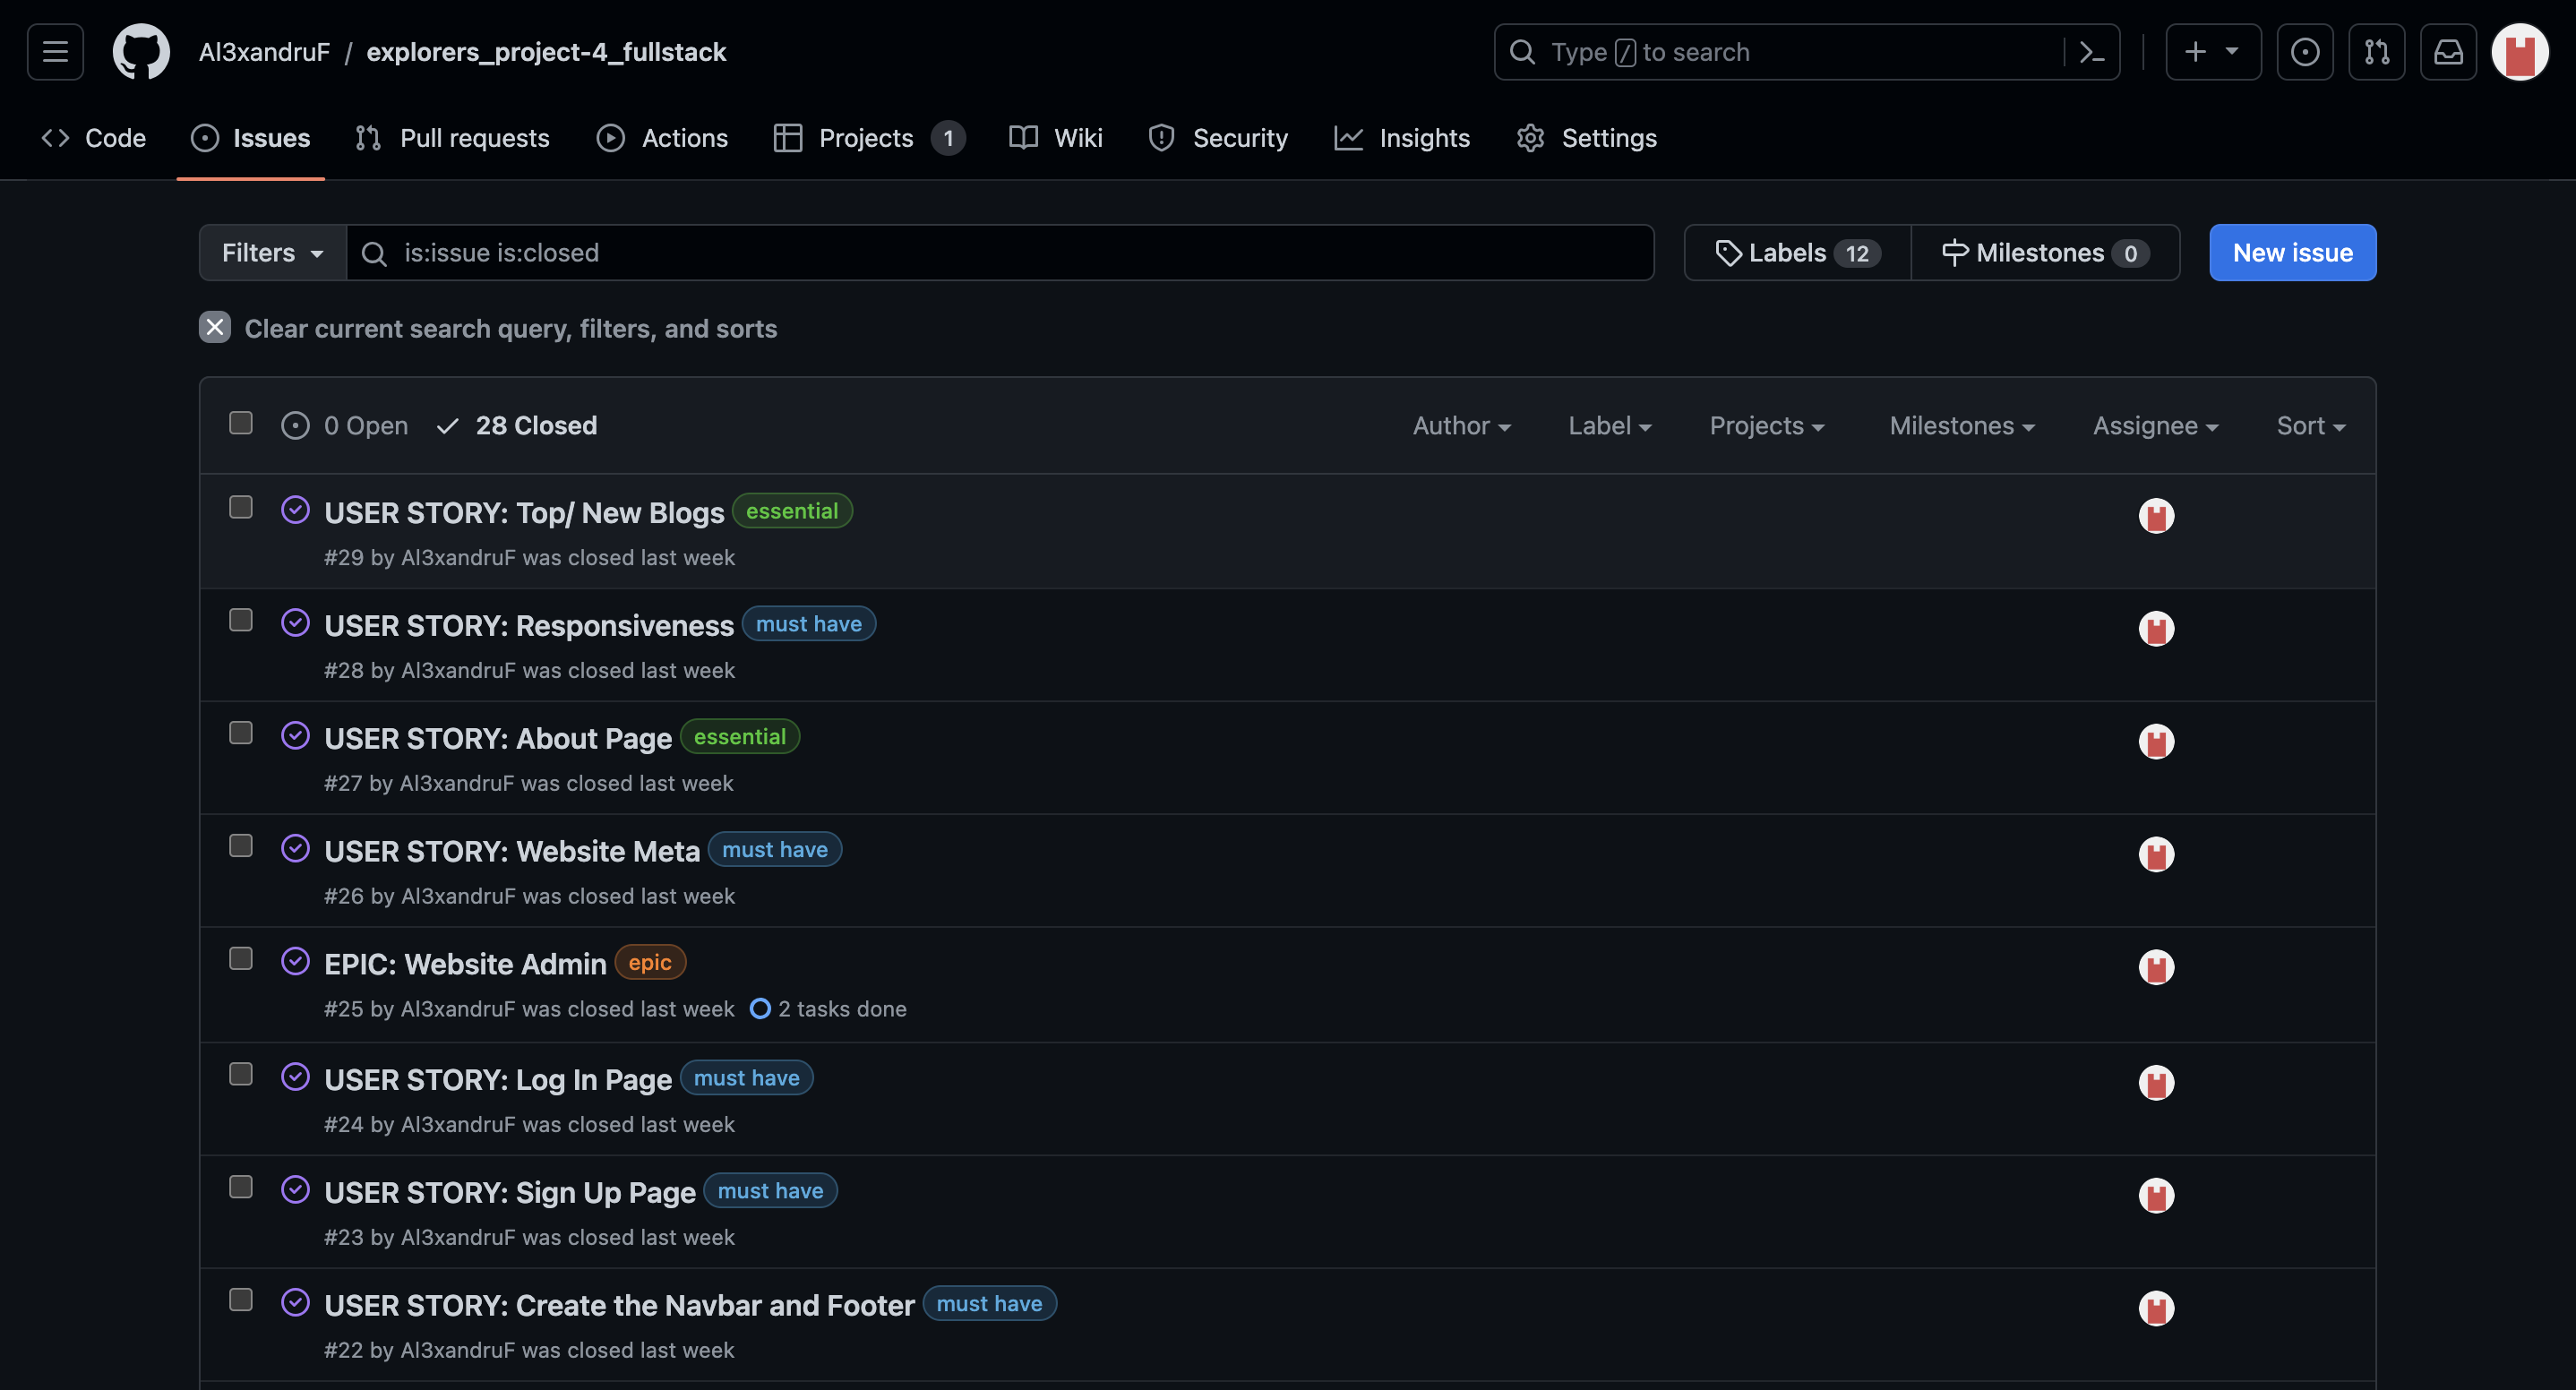 Al3xandruF / explorers_project-4_fullstack
Type / to search
Code Issues Pull requests Actions Projects 1 Wiki Security Insights Settings
Filters is:issue is:closed Labels 12 Milestones 0 New issue
Clear current search query, filters, and sorts
0 Open 28 Closed Author Label Projects Milestones Assignee Sort
USER STORY: Top/ New Blogs essential
#29 by Al3xandruF was closed last week
USER STORY: Responsiveness must have
#28 by Al3xandruF was closed last week
USER STORY: About Page essential
#27 by Al3xandruF was closed last week
USER STORY: Website Meta must have
#26 by Al3xandruF was closed last week
EPIC: Website Admin epic
#25 by Al3xandruF was closed last week 2 tasks done
USER STORY: Log In Page must have
#24 by Al3xandruF was closed last week
USER STORY: Sign Up Page must have
#23 by Al3xandruF was closed last week
USER STORY: Create the Navbar and Footer must have
#22 by Al3xandruF was closed last week